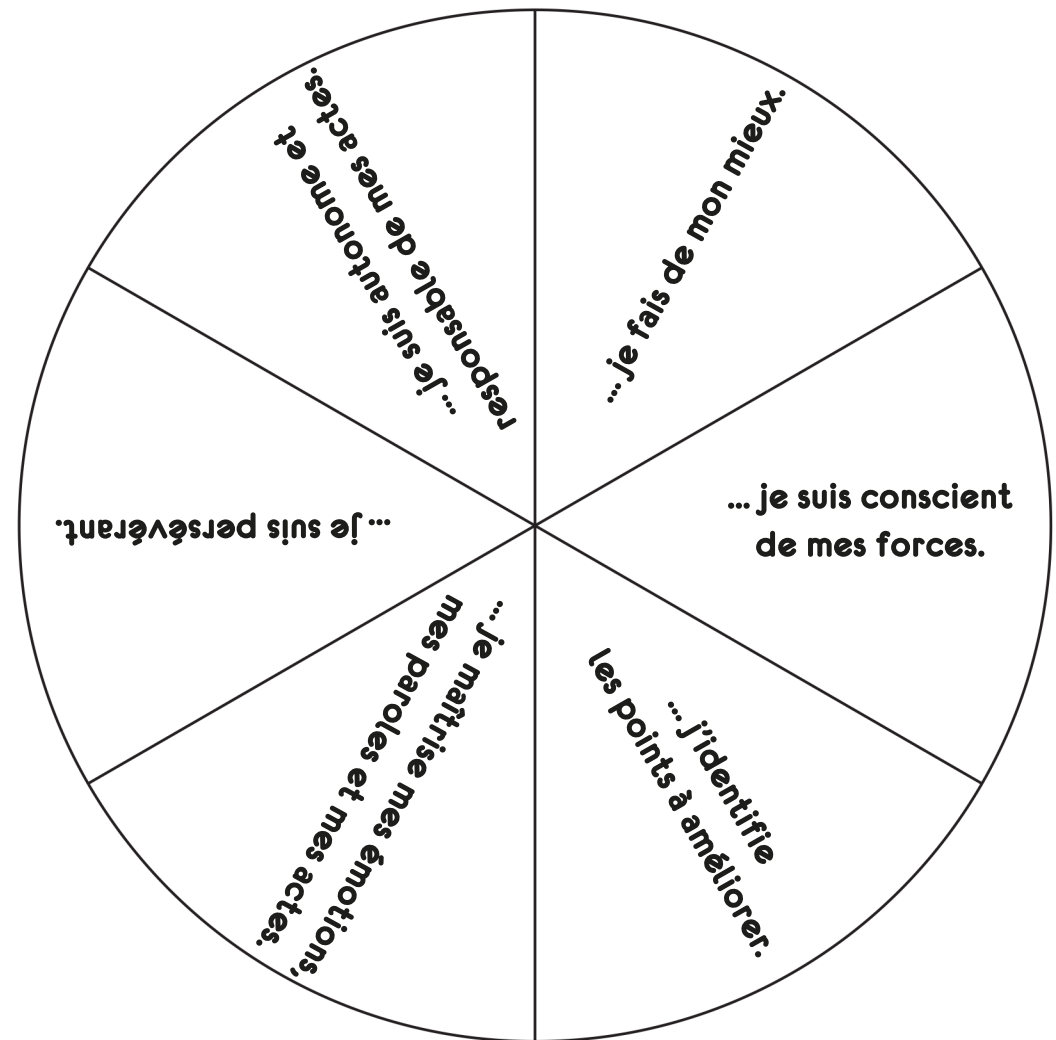 ...je fais de mon mieux.
... je suis conscient
de mes forces.
...j'identifie
les points à améliorer.
...je maîtrise mes émotions,
mes paroles et mes actes.
...je suis persévérant.
...je suis autonome et
responsable de mes actes.